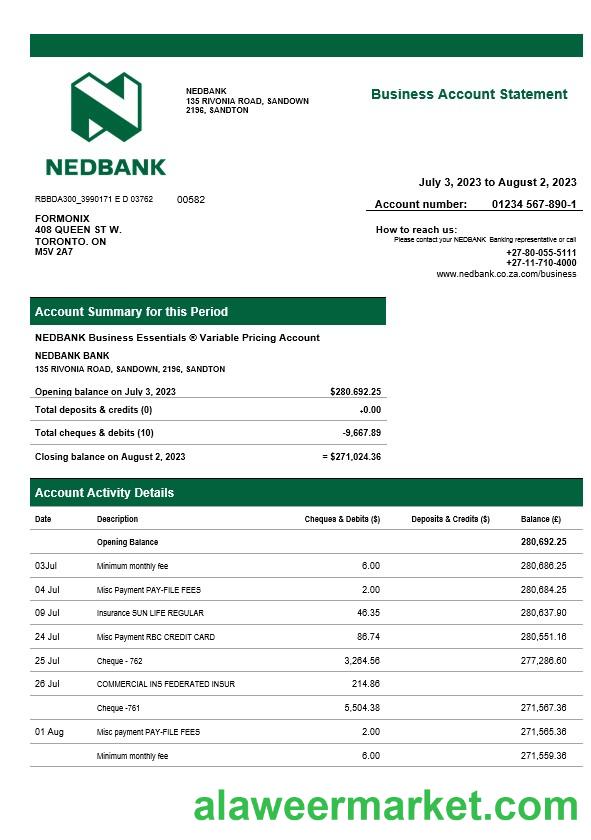 NEDBANK
135 RIVONIA ROAD, SANDOWN
2196, SANDTON
Business Account Statement
NEDBANK
July 3, 2023 to August 2, 2023
RBBDA300_3990171 E D 03762 00582
Account number: 01234 567-890-1
FORMONIX
408 QUEEN ST W.
TORONTO. ON
M5V 2A7
How to reach us:
Please contact your NEDBANK Banking representative or call
+27-80-055-5111
+27-11-710-4000
www.nedbank.co.za.com/business
Account Summary for this Period
NEDBANK Business Essentials ® Variable Pricing Account
NEDBANK BANK
135 RIVONIA ROAD, SANDOWN, 2196, SANDTON
Opening balance on July 3, 2023 $280.692.25
Total deposits & credits (0) +0.00
Total cheques & debits (10) -9,667.89
Closing balance on August 2, 2023 = $271,024.36
Account Activity Details
Date Description Cheques & Debits ($) Deposits & Credits ($) Balance (£)
Opening Balance 280,692.25
03Jul Minimum monthly fee 6.00 280,686.25
04 Jul Misc Payment PAY-FILE FEES 2.00 280,684.25
09 Jul Insurance SUN LIFE REGULAR 46.35 280,637.90
24 Jul Misc Payment RBC CREDIT CARD 86.74 280,551.16
25 Jul Cheque - 762 3,264.56 277,286.60
26 Jul COMMERCIAL INS FEDERATED INSUR 214.86
Cheque -761 5,504.38 271,567.36
01 Aug Misc payment PAY-FILE FEES 2.00 271,565.36
Minimum monthly fee 6.00 271,559.36
alaweermarket.com